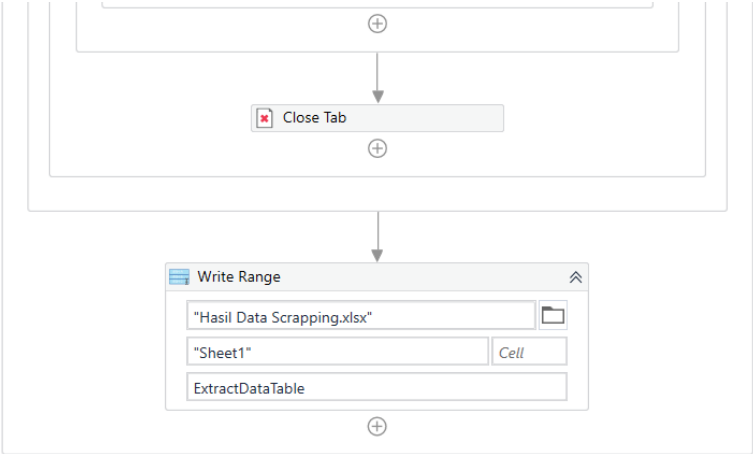 Close Tab
Write Range
"Hasil Data Scrapping.xlsx"
"Sheet1" Cell
ExtractDataTable